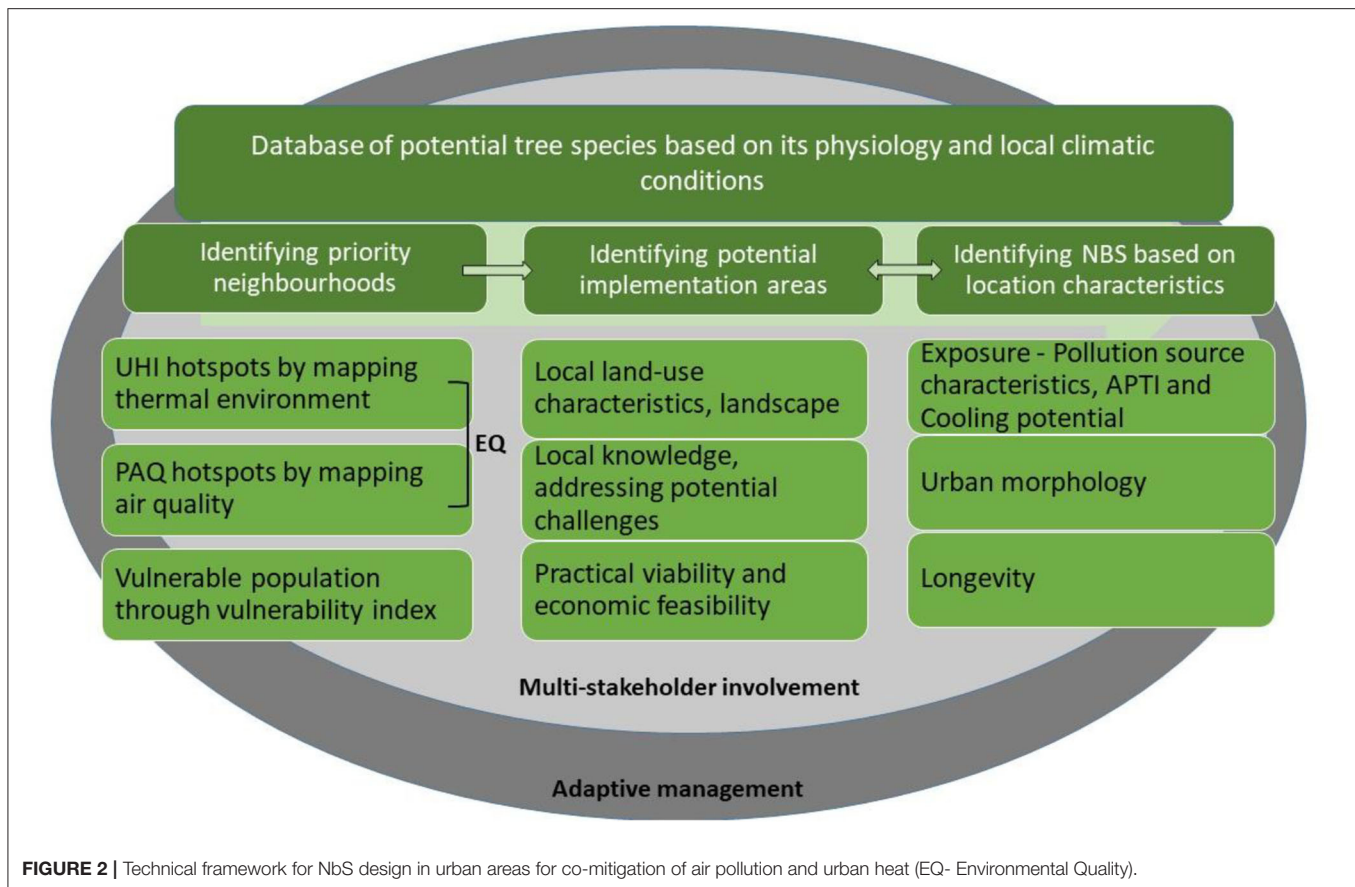 Database of potential tree species based on its physiology and local climatic
conditions
Identifying priority
neighbourhoods
Identifying potential
implementation areas
Identifying NBS based on
location characteristics
UHI hotspots by mapping
thermal environment
PAQ hotspots by mapping
air quality
EQ
Vulnerable population
through vulnerability index
Local land-use
characteristics, landscape
Local knowledge,
addressing potential
challenges
Practical viability and
economic feasibility
Exposure - Pollution source
characteristics, APTI and
Cooling potential
Urban morphology
Longevity
Multi-stakeholder involvement
Adaptive management
FIGURE 2 | Technical framework for NbS design in urban areas for co-mitigation of air pollution and urban heat (EQ- Environmental Quality).